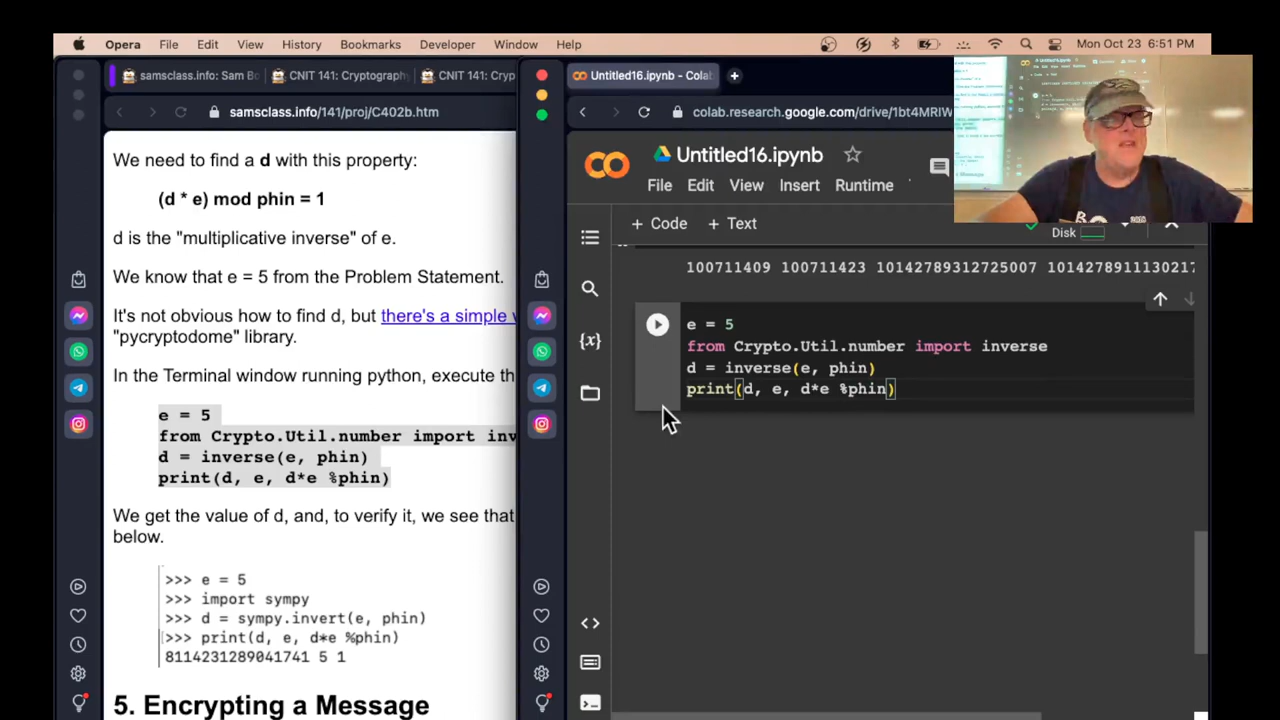 Opera File Edit View History Bookmarks Developer Window Help Mon Oct 23 6:51 PM
samsclass.info: Sam Bo CNIT 141: Cryptography CNIT 141: Cryp
samsclass.info/141/proj/C402b.htm
We need to find a d with this property:
(d * e) mod phin = 1
d is the "multiplicative inverse" of e.
We know that e = 5 from the Problem Statement.
It's not obvious how to find d, but there's a simple
"pycryptodome" library.
In the Terminal window running python, execute th
e = 5
from Crypto.Util.number import inv
d = inverse(e, phin)
print(d, e, d*e %phin)
We get the value of d, and, to verify it, we see that
below.
>>> e = 5
>>> import sympy
>>> d = sympy.invert(e, phin)
>>> print(d, e, d*e %phin)
8114231289041741 5 1
5. Encrypting a Message
Untitled16.ipynb - Col
colab.research.google.com/drive/1bt4MRlW
Untitled16.ipynb
File Edit View Insert Runtime
+ Code + Text
Disk
100711409 100711423 10142789312725007 10142789111130217
e = 5
from Crypto.Util.number import inverse
d = inverse(e, phin)
print(d, e, d*e %phin)